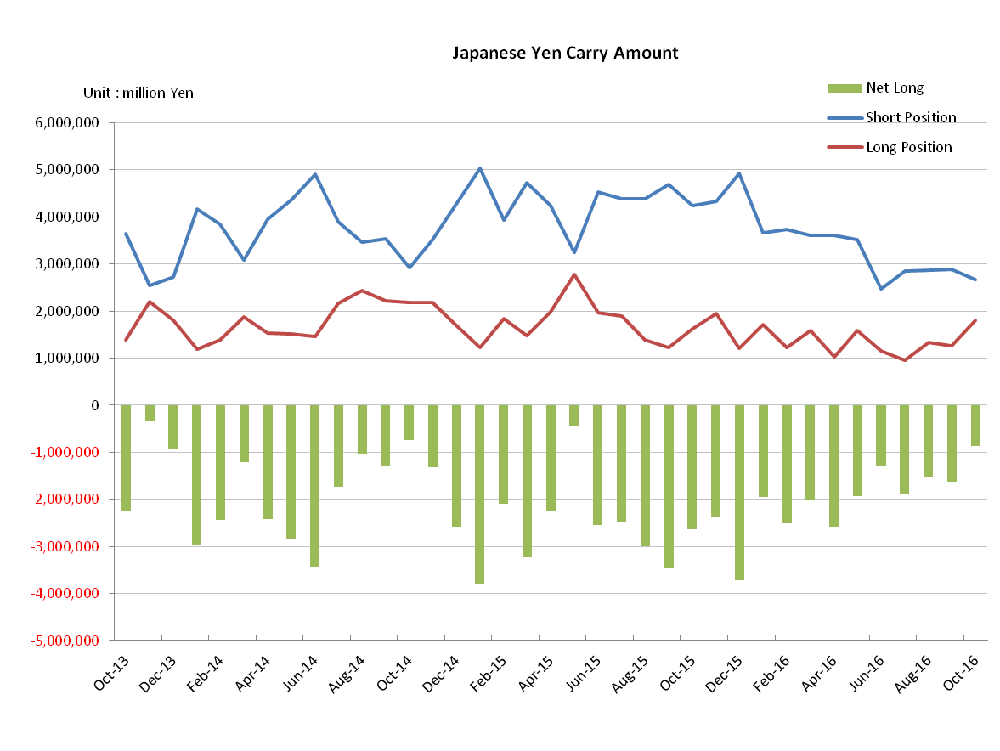 Japanese Yen Carry Amount
Unit : million Yen
Net Long
Short Position
Long Position
6,000,000
5,000,000
4,000,000
3,000,000
2,000,000
1,000,000
0
-1,000,000
-2,000,000
-3,000,000
-4,000,000
-5,000,000
Oct-13
Dec-13
Feb-14
Apr-14
Jun-14
Aug-14
Oct-14
Dec-14
Feb-15
Apr-15
Jun-15
Aug-15
Oct-15
Dec-15
Feb-16
Apr-16
Jun-16
Aug-16
Oct-16